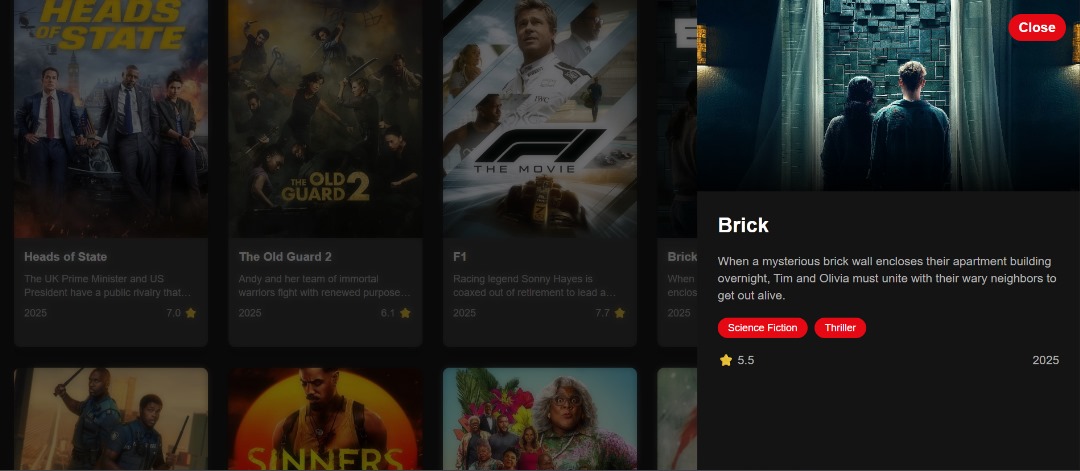 HEADS
OF STATE
THE OLD
GUARD 2
IWC
F1
THE MOVIE
Close
Heads of State
The UK Prime Minister and US
President have a public rivalry that…
2025
7.0
The Old Guard 2
Andy and her team of immortal
warriors fight with renewed purpose…
2025
6.1
F1
Racing legend Sonny Hayes is
coaxed out of retirement to lead a…
2025
7.7
Brick
When
enclos
2025
Brick
When a mysterious brick wall encloses their apartment building
overnight, Tim and Olivia must unite with their wary neighbors to
get out alive.
Science Fiction
Thriller
5.5
2025
SINNERS